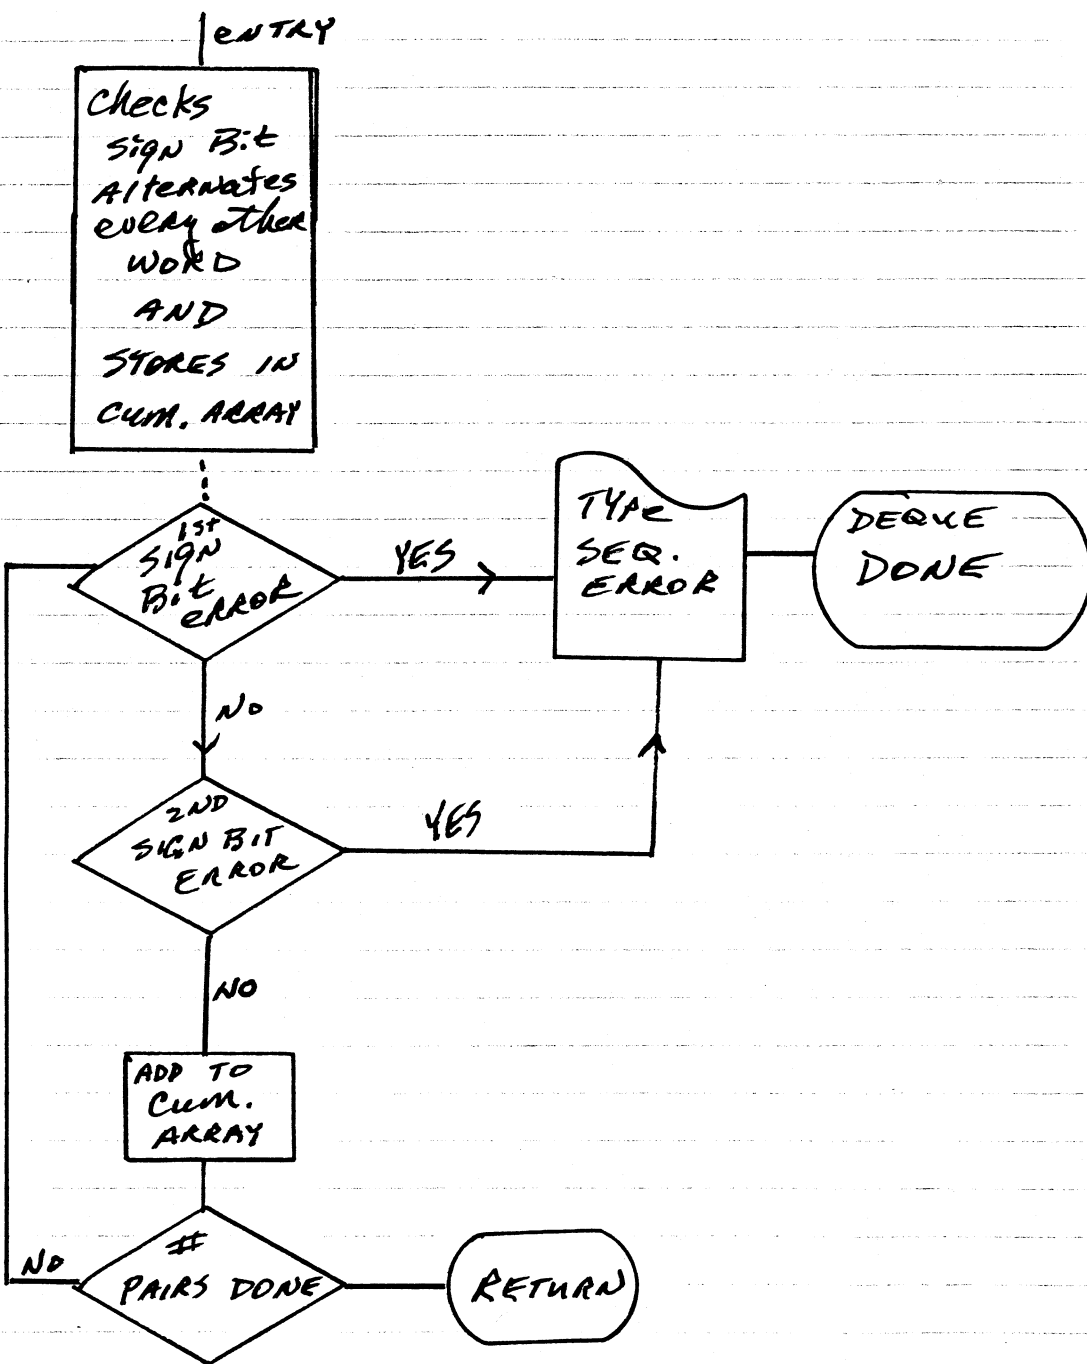 ENTRY
Checks
Sign Bit
Alternates
every other
WORD
AND
STORES IN
CUM. ARRAY
1st
SIGN
Bit
ERROR
YES
TYPE
SEQ.
ERROR
DEQUE
DONE
NO
2ND
SIGN BIT
ERROR
YES
NO
ADD TO
CUM.
ARRAY
#
PAIRS DONE
NO
RETURN